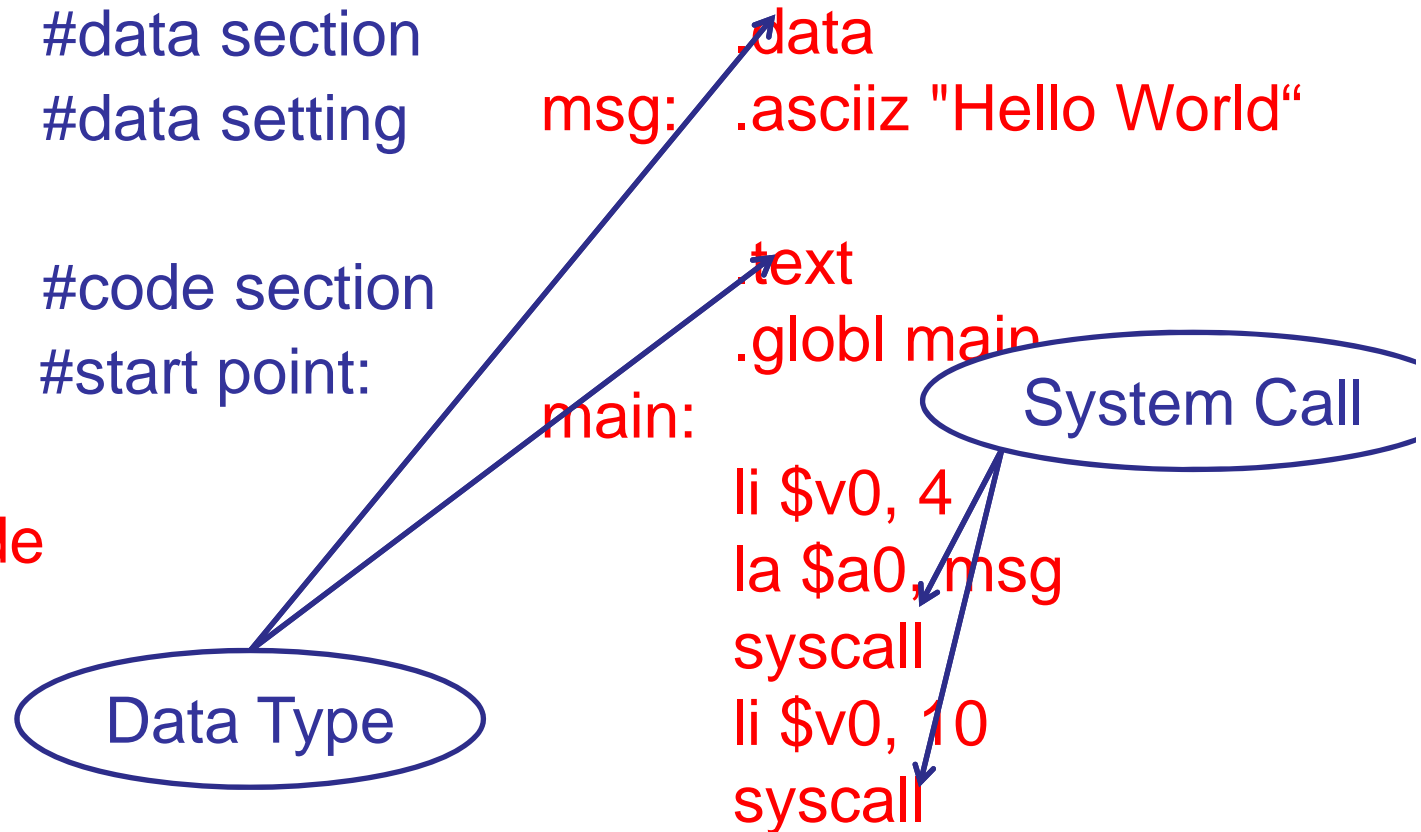 #data section .data
#data setting msg: .asciiz "Hello World“
#code section .text
.globl main
#start point:
main:
System Call
li $v0, 4
de
la $a0, msg
syscall
Data Type
li $v0, 10
syscall